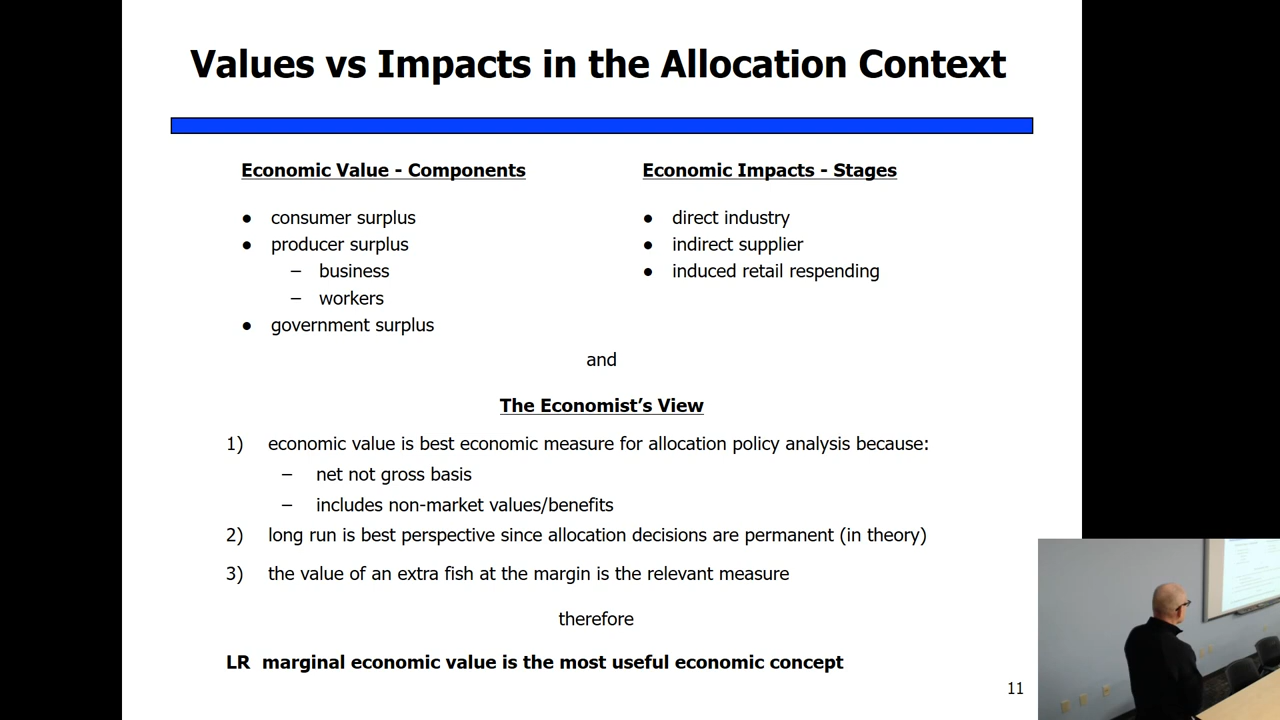 Values vs Impacts in the Allocation Context
Economic Value - Components
● consumer surplus
● producer surplus
– business
– workers
● government surplus
Economic Impacts - Stages
● direct industry
● indirect supplier
● induced retail respending
and
The Economist's View
1) economic value is best economic measure for allocation policy analysis because:
– net not gross basis
– includes non-market values/benefits
2) long run is best perspective since allocation decisions are permanent (in theory)
3) the value of an extra fish at the margin is the relevant measure
therefore
LR marginal economic value is the most useful economic concept
11